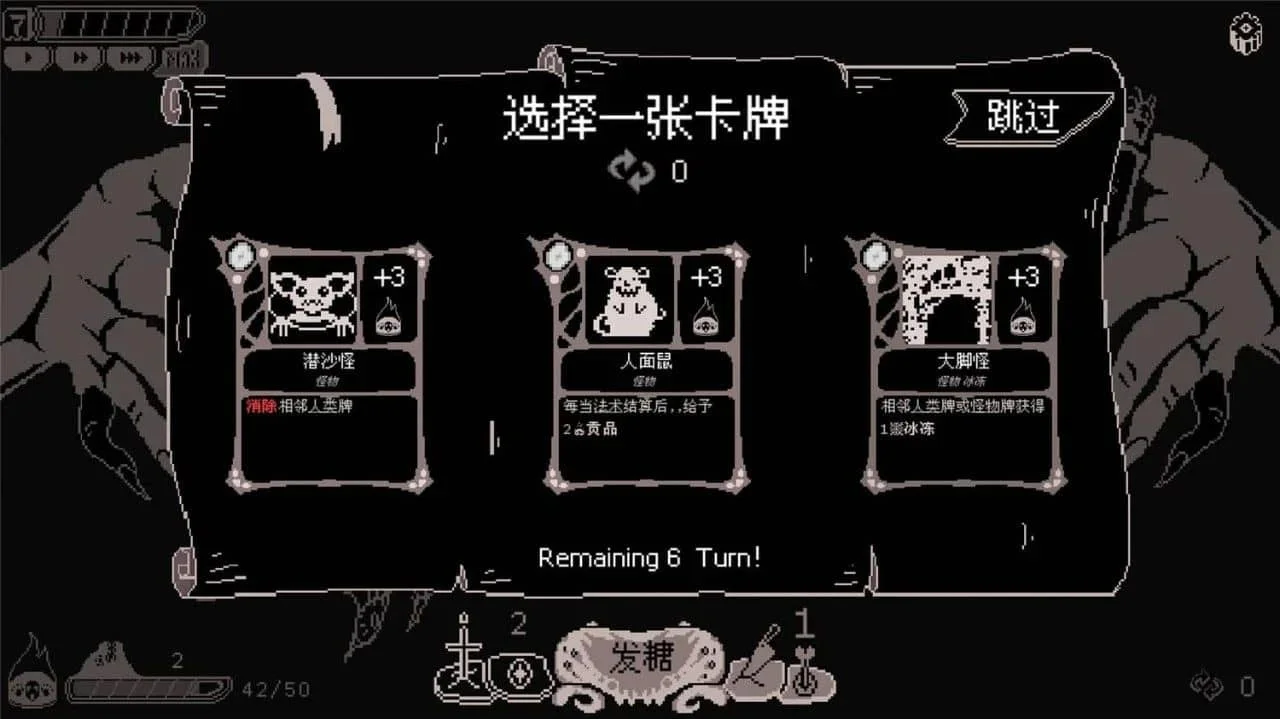 7
MAX
选择一张卡牌
跳过
0
+3
潜沙怪
怪物
消除相邻人类牌
+3
人面鼠
怪物
每当法术结算后,,给予
2贡品
+3
大脚怪
怪物 冰冻
相邻人类牌或怪物牌获得
1层冰冻
Remaining 6 Turn!
2
42/50
2
发糖
1
0